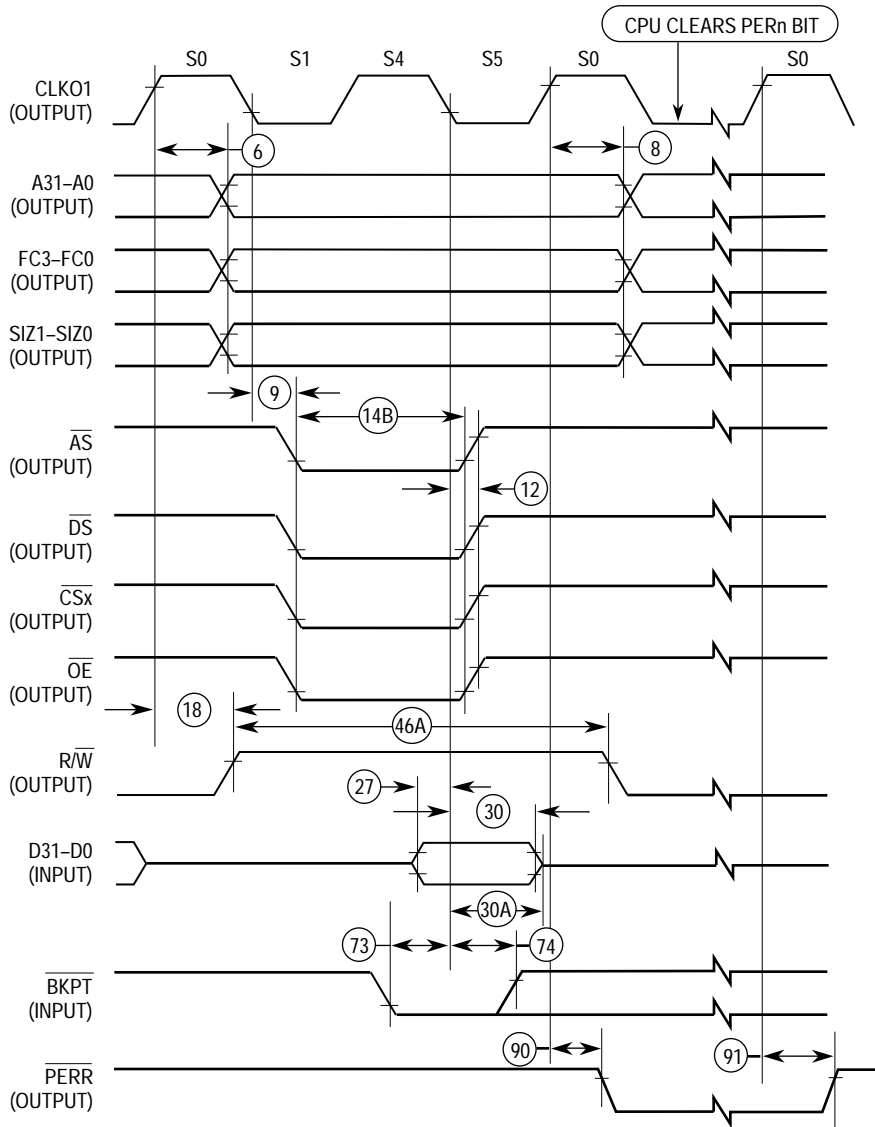 CPU CLEARS PERn BIT
S0 S1 S4 S5 S0 S0
CLKO1
(OUTPUT)
6 8
A31–A0
(OUTPUT)
FC3–FC0
(OUTPUT)
SIZ1–SIZ0
(OUTPUT)
9
14B
AS
(OUTPUT)
12
DS
(OUTPUT)
CSx
(OUTPUT)
OE
(OUTPUT)
18
46A
R/W
(OUTPUT)
27
30
D31–D0
(INPUT)
30A
73 74
BKPT
(INPUT)
90 91
PERR
(OUTPUT)